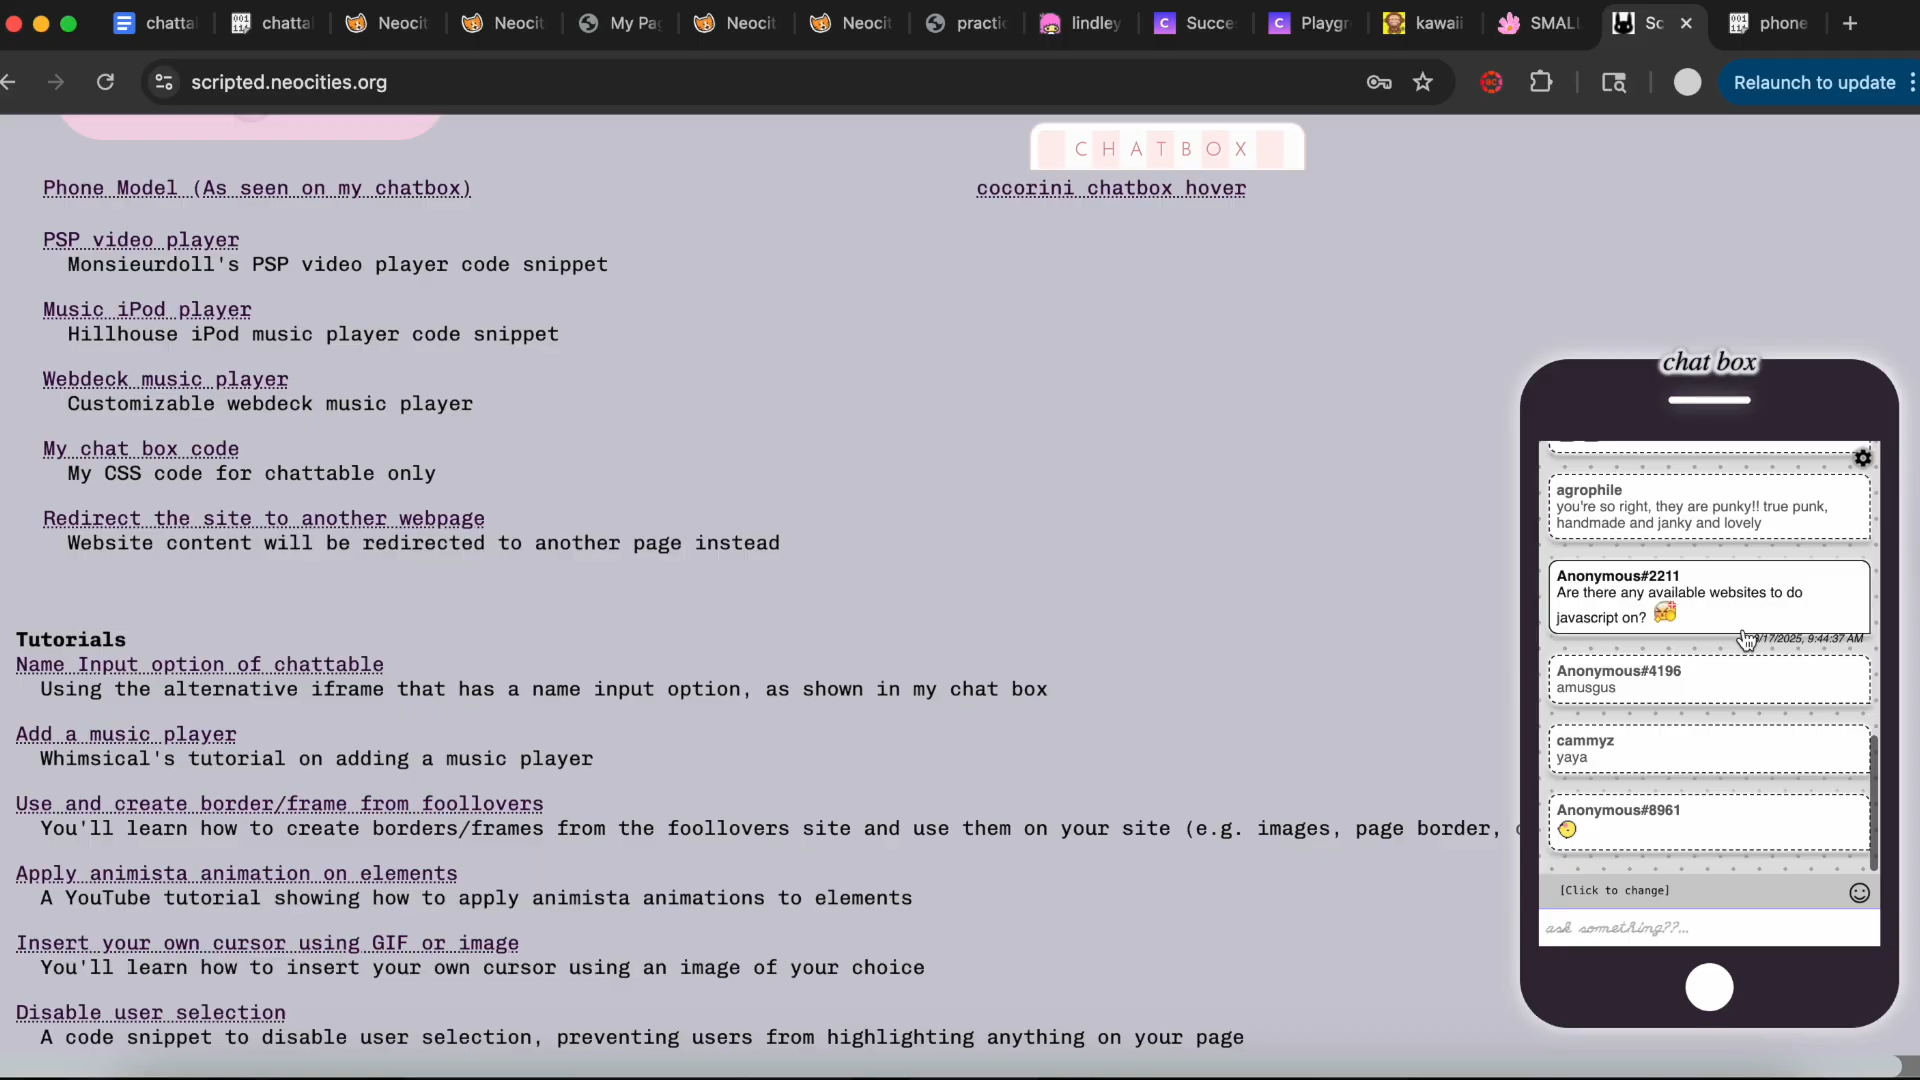 chatta
chatta
Neocit
Neocit
My Pa
Neocit
Neocit
practic
lindley
Succe
Playgr
kawaii
SMAL
Sc
phone
scripted.neocities.org
Relaunch to update
CHATBOX
Phone Model (As seen on my chatbox)
cocorini chatbox hover
PSP video player
Monsieurdoll's PSP video player code snippet
Music iPod player
Hillhouse iPod music player code snippet
Webdeck music player
Customizable webdeck music player
My chat box code
My CSS code for chattable only
Redirect the site to another webpage
Website content will be redirected to another page instead
Tutorials
Name Input option of chattable
Using the alternative iframe that has a name input option, as shown in my chat box
Add a music player
Whimsical's tutorial on adding a music player
Use and create border/frame from foollovers
You'll learn how to create borders/frames from the foollovers site and use them on your site (e.g. images, page border,
Apply animista animation on elements
A YouTube tutorial showing how to apply animista animations to elements
Insert your own cursor using GIF or image
You'll learn how to insert your own cursor using an image of your choice
Disable user selection
A code snippet to disable user selection, preventing users from highlighting anything on your page
chat box
agrophile
you're so right, they are punky!! true punk,
handmade and janky and lovely
Anonymous#2211
Are there any available websites to do
javascript on?
/17/2025, 9:44:37 AM
Anonymous#4196
amusgus
cammyz
yaya
Anonymous#8961
[Click to change]
ask something??...